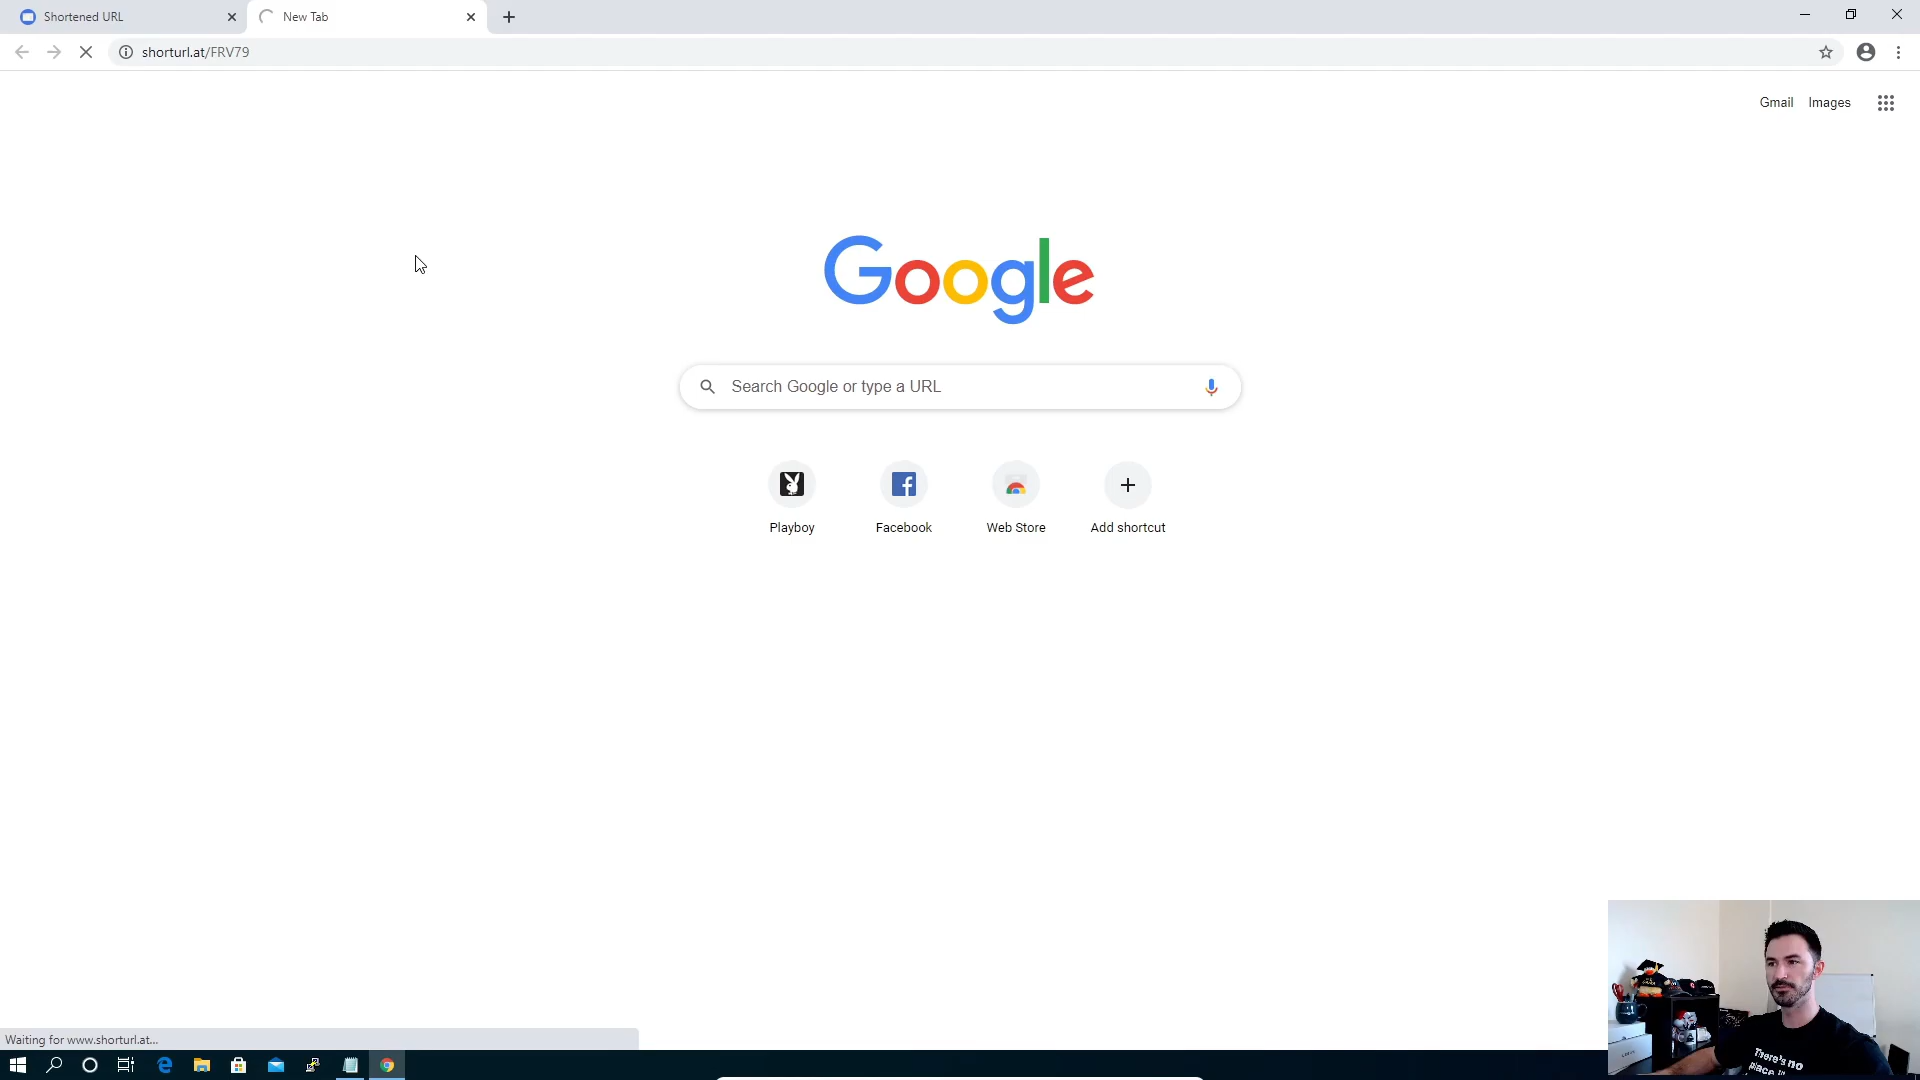 Shortened URL
New Tab
shorturl.at/FRV79
Gmail Images
Google
Search Google or type a URL
Playboy Facebook Web Store Add shortcut
There's no
place
Waiting for www.shorturl.at...